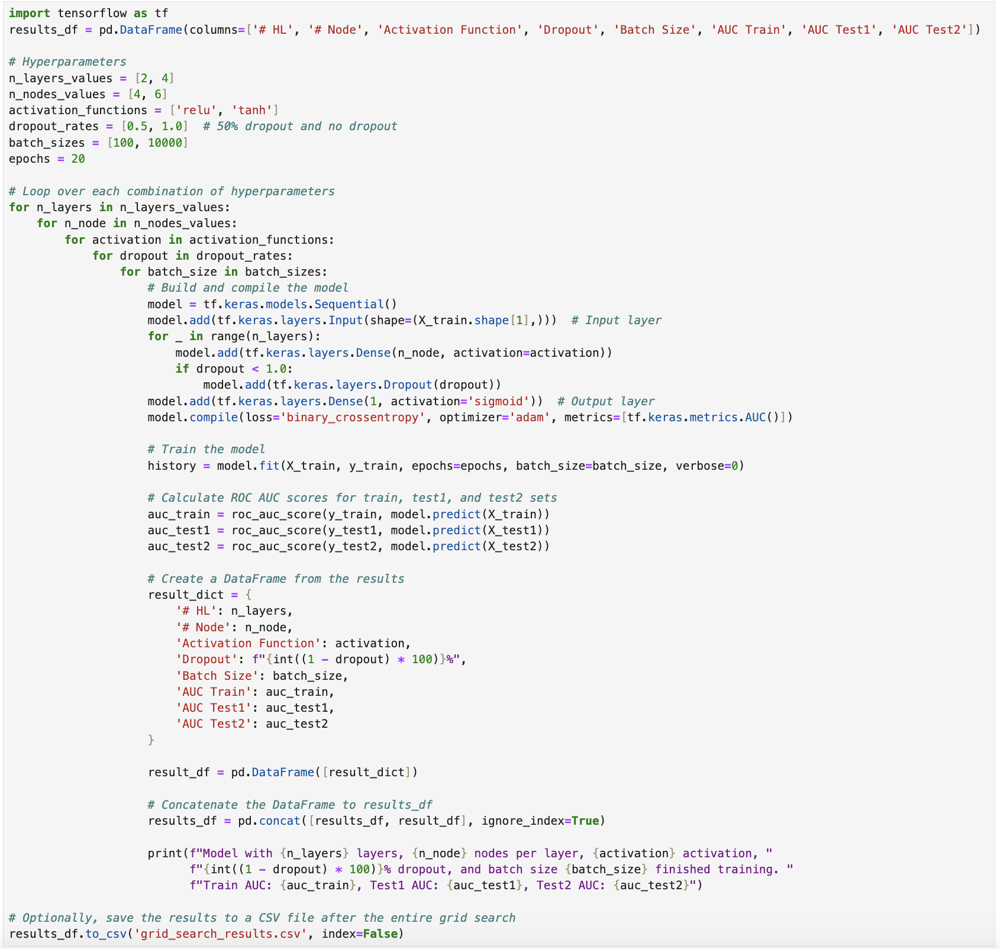 import tensorflow as tf
results_df = pd.DataFrame(columns=['# HL', '# Node', 'Activation Function', 'Dropout', 'Batch Size', 'AUC Train', 'AUC Test1', 'AUC Test2'])

# Hyperparameters
n_layers_values = [2, 4]
n_nodes_values = [4, 6]
activation_functions = ['relu', 'tanh']
dropout_rates = [0.5, 1.0]  # 50% dropout and no dropout
batch_sizes = [100, 10000]
epochs = 20

# Loop over each combination of hyperparameters
for n_layers in n_layers_values:
    for n_node in n_nodes_values:
        for activation in activation_functions:
            for dropout in dropout_rates:
                for batch_size in batch_sizes:
                    # Build and compile the model
                    model = tf.keras.models.Sequential()
                    model.add(tf.keras.layers.Input(shape=(X_train.shape[1],)))  # Input layer
                    for _ in range(n_layers):
                        model.add(tf.keras.layers.Dense(n_node, activation=activation))
                        if dropout < 1.0:
                            model.add(tf.keras.layers.Dropout(dropout))
                    model.add(tf.keras.layers.Dense(1, activation='sigmoid'))  # Output layer
                    model.compile(loss='binary_crossentropy', optimizer='adam', metrics=[tf.keras.metrics.AUC()])

                    # Train the model
                    history = model.fit(X_train, y_train, epochs=epochs, batch_size=batch_size, verbose=0)

                    # Calculate ROC AUC scores for train, test1, and test2 sets
                    auc_train = roc_auc_score(y_train, model.predict(X_train))
                    auc_test1 = roc_auc_score(y_test1, model.predict(X_test1))
                    auc_test2 = roc_auc_score(y_test2, model.predict(X_test2))

                    # Create a DataFrame from the results
                    result_dict = {
                        '# HL': n_layers,
                        '# Node': n_node,
                        'Activation Function': activation,
                        'Dropout': f"{int((1 - dropout) * 100)}%",
                        'Batch Size': batch_size,
                        'AUC Train': auc_train,
                        'AUC Test1': auc_test1,
                        'AUC Test2': auc_test2
                    }

                    result_df = pd.DataFrame([result_dict])

                    # Concatenate the DataFrame to results_df
                    results_df = pd.concat([results_df, result_df], ignore_index=True)

                    print(f"Model with {n_layers} layers, {n_node} nodes per layer, {activation} activation, "
                          f"{int((1 - dropout) * 100)}% dropout, and batch size {batch_size} finished training. "
                          f"Train AUC: {auc_train}, Test1 AUC: {auc_test1}, Test2 AUC: {auc_test2}")

# Optionally, save the results to a CSV file after the entire grid search
results_df.to_csv('grid_search_results.csv', index=False)